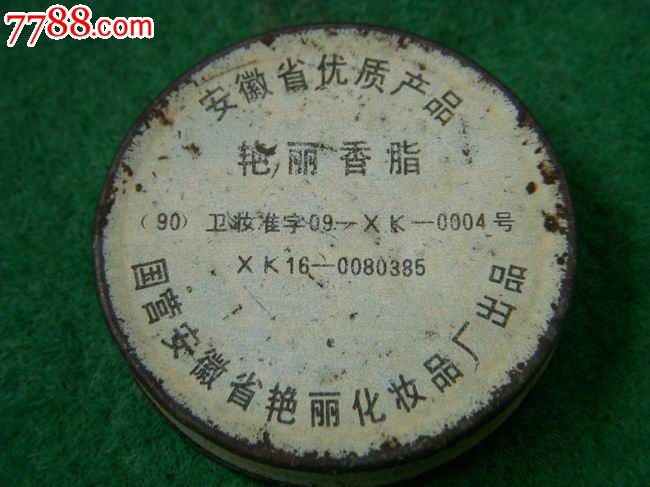 7788.com
安徽省优质产品
艳丽香脂
(90)卫妆准字09—XK—0004号
XK16—0080385
国营安徽省艳丽化妆品厂出品